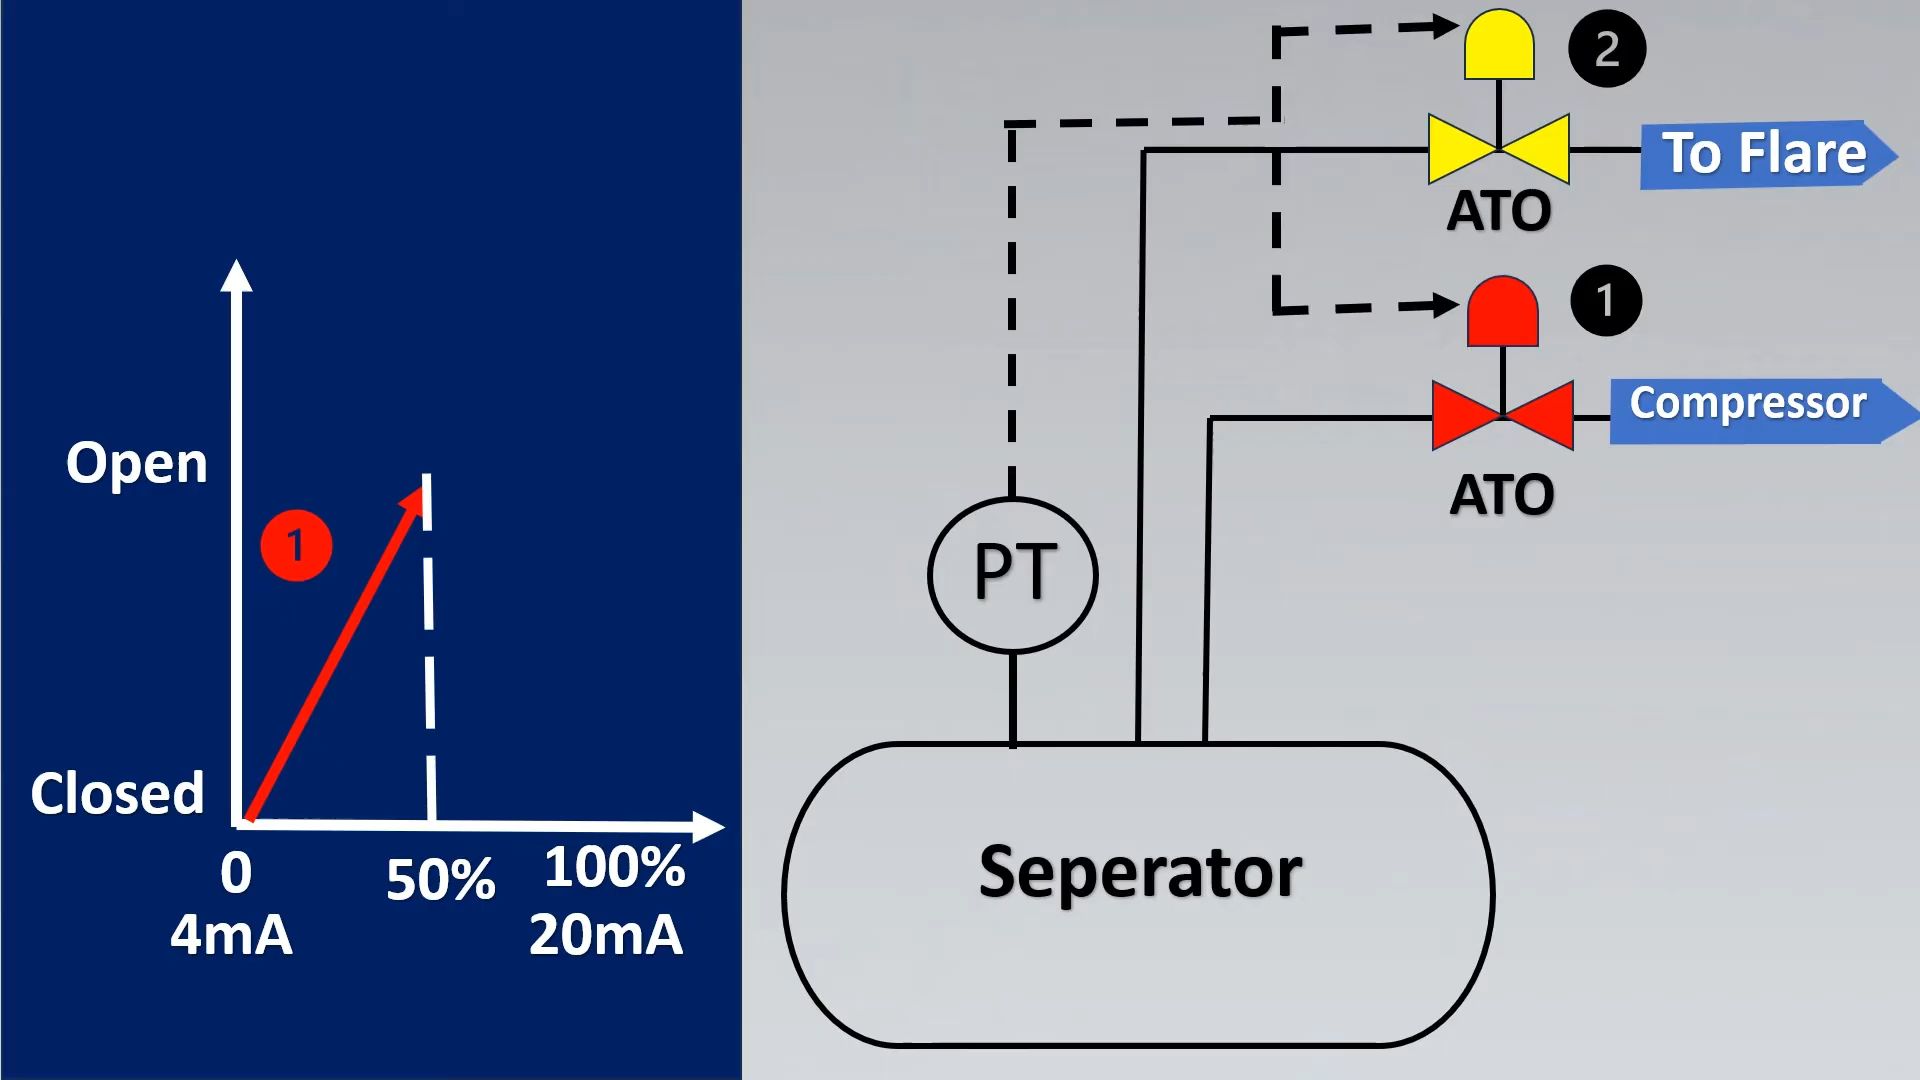 Open
1
Closed
0
50%
100%
4mA
20mA
2
To Flare
ATO
1
Compressor
ATO
PT
Seperator